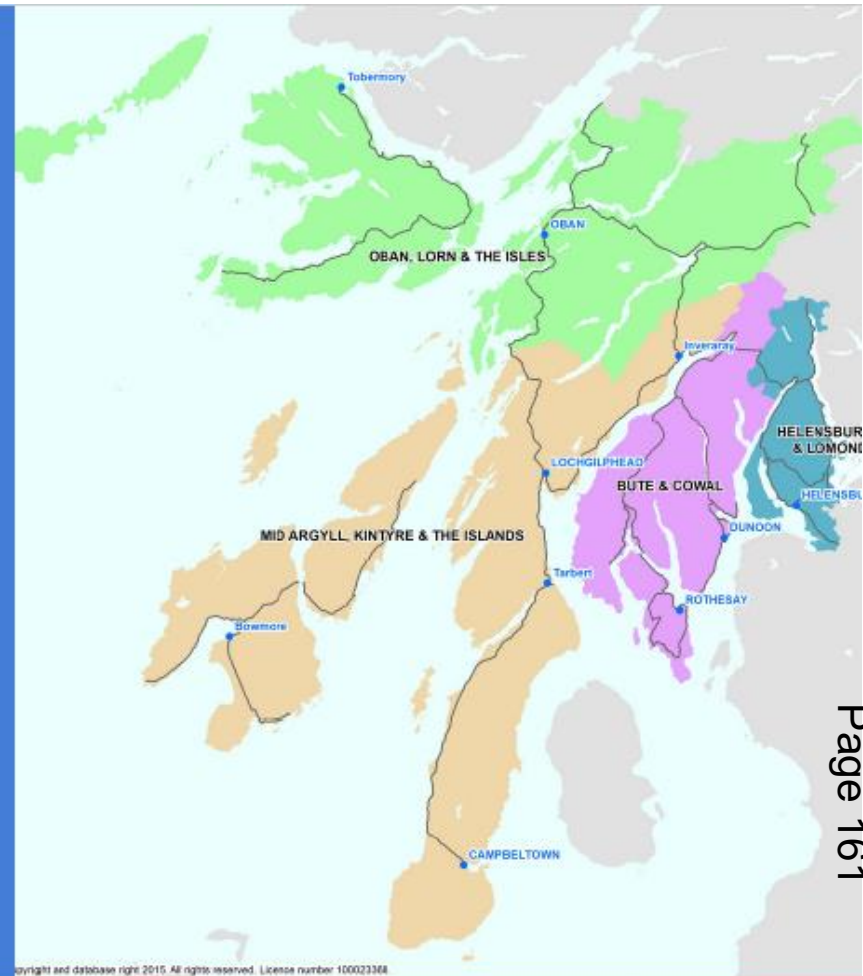 Tobermory
OBAN
OBAN, LORN & THE ISLES
Inveraray
HELENSBUR
& LOMOND
LOCHGILPHEAD
BUTE & COWAL
HELENSBU
MID ARGYLL, KINTYRE & THE ISLANDS
DUNOON
Tarbert
ROTHESAY
Bowmore
Page 161
CAMPBELTOWN
opyright and database right 2015. All rights reserved. Licence number 100023368.